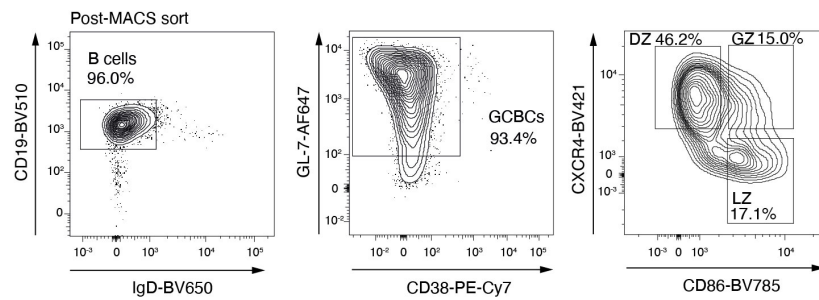 Post-MACS sort
10⁵
10⁴
10³
10²
0
B cells
96.0%
CD19-BV510
10⁻³
0
10³
10⁴
10⁵
IgD-BV650
10⁴
10³
10²
0
10⁻²
GCBCs
93.4%
GL-7-AF647
10⁻³
0
10²
10³
10⁴
CD38-PE-Cy7
DZ 46.2%
GZ 15.0%
10⁴
10³
0
10⁻³
LZ
17.1%
CXCR4-BV421
0
10³
10⁴
CD86-BV785